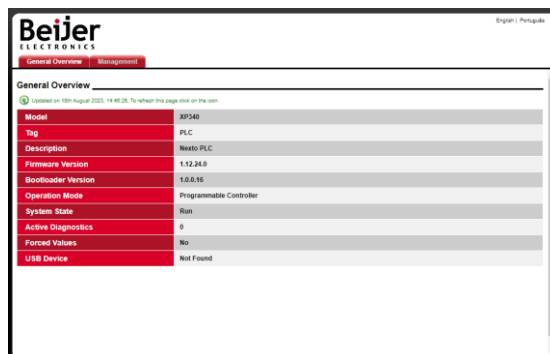 English | Português
Beijer
ELECTRONICS
General Overview Management
General Overview
Updated on 18th August 2023, 14:46:28. To refresh this page click on the icon.
Model XP340
Tag PLC
Description Nexto PLC
Firmware Version 1.12.24.0
Bootloader Version 1.0.0.16
Operation Mode Programmable Controller
System State Run
Active Diagnostics 0
Forced Values No
USB Device Not Found